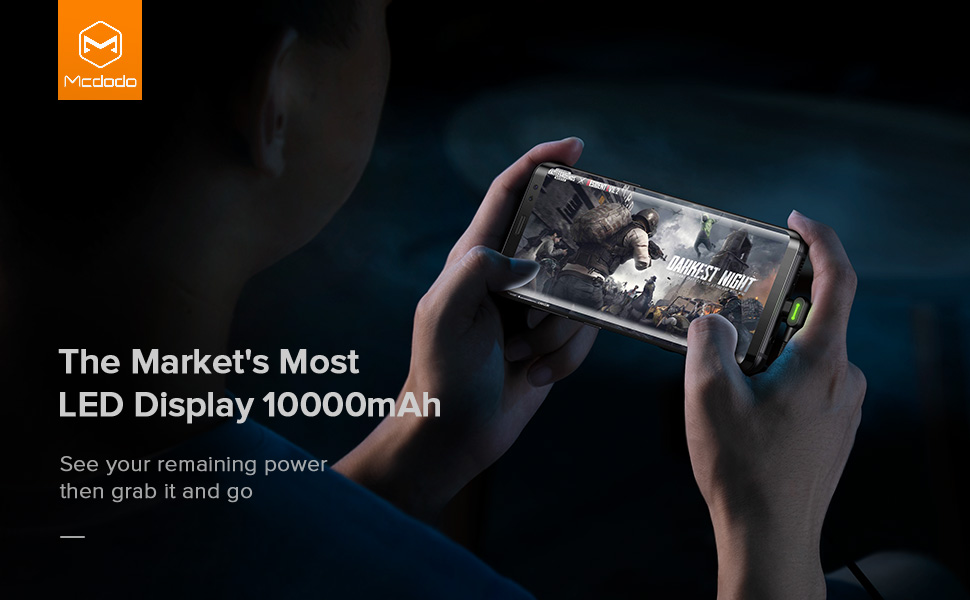 Mcdodo
DARKEST NIGHT
The Market's Most
LED Display 10000mAh
See your remaining power
then grab it and go